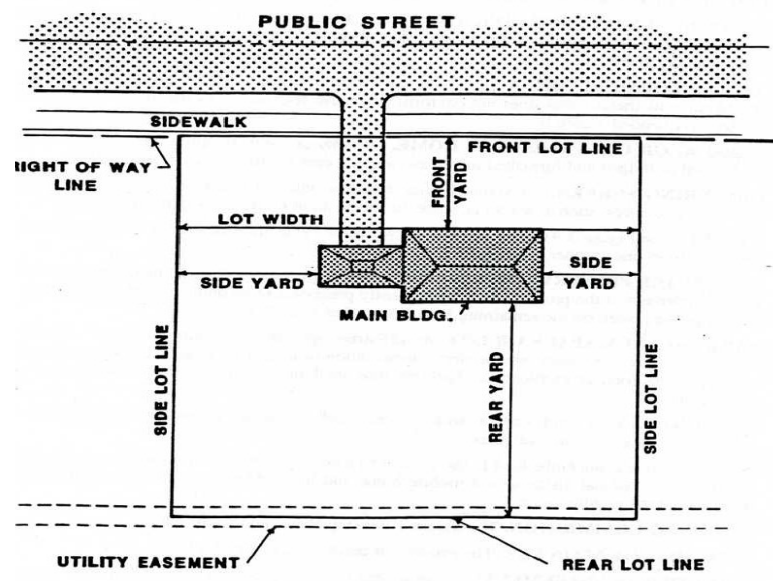 PUBLIC STREET
SIDEWALK
FRONT LOT LINE
RIGHT OF WAY
LINE
FRONT
YARD
LOT WIDTH
SIDE YARD
SIDE
YARD
MAIN BLDG.
SIDE LOT LINE
REAR YARD
SIDE LOT LINE
UTILITY EASEMENT
REAR LOT LINE